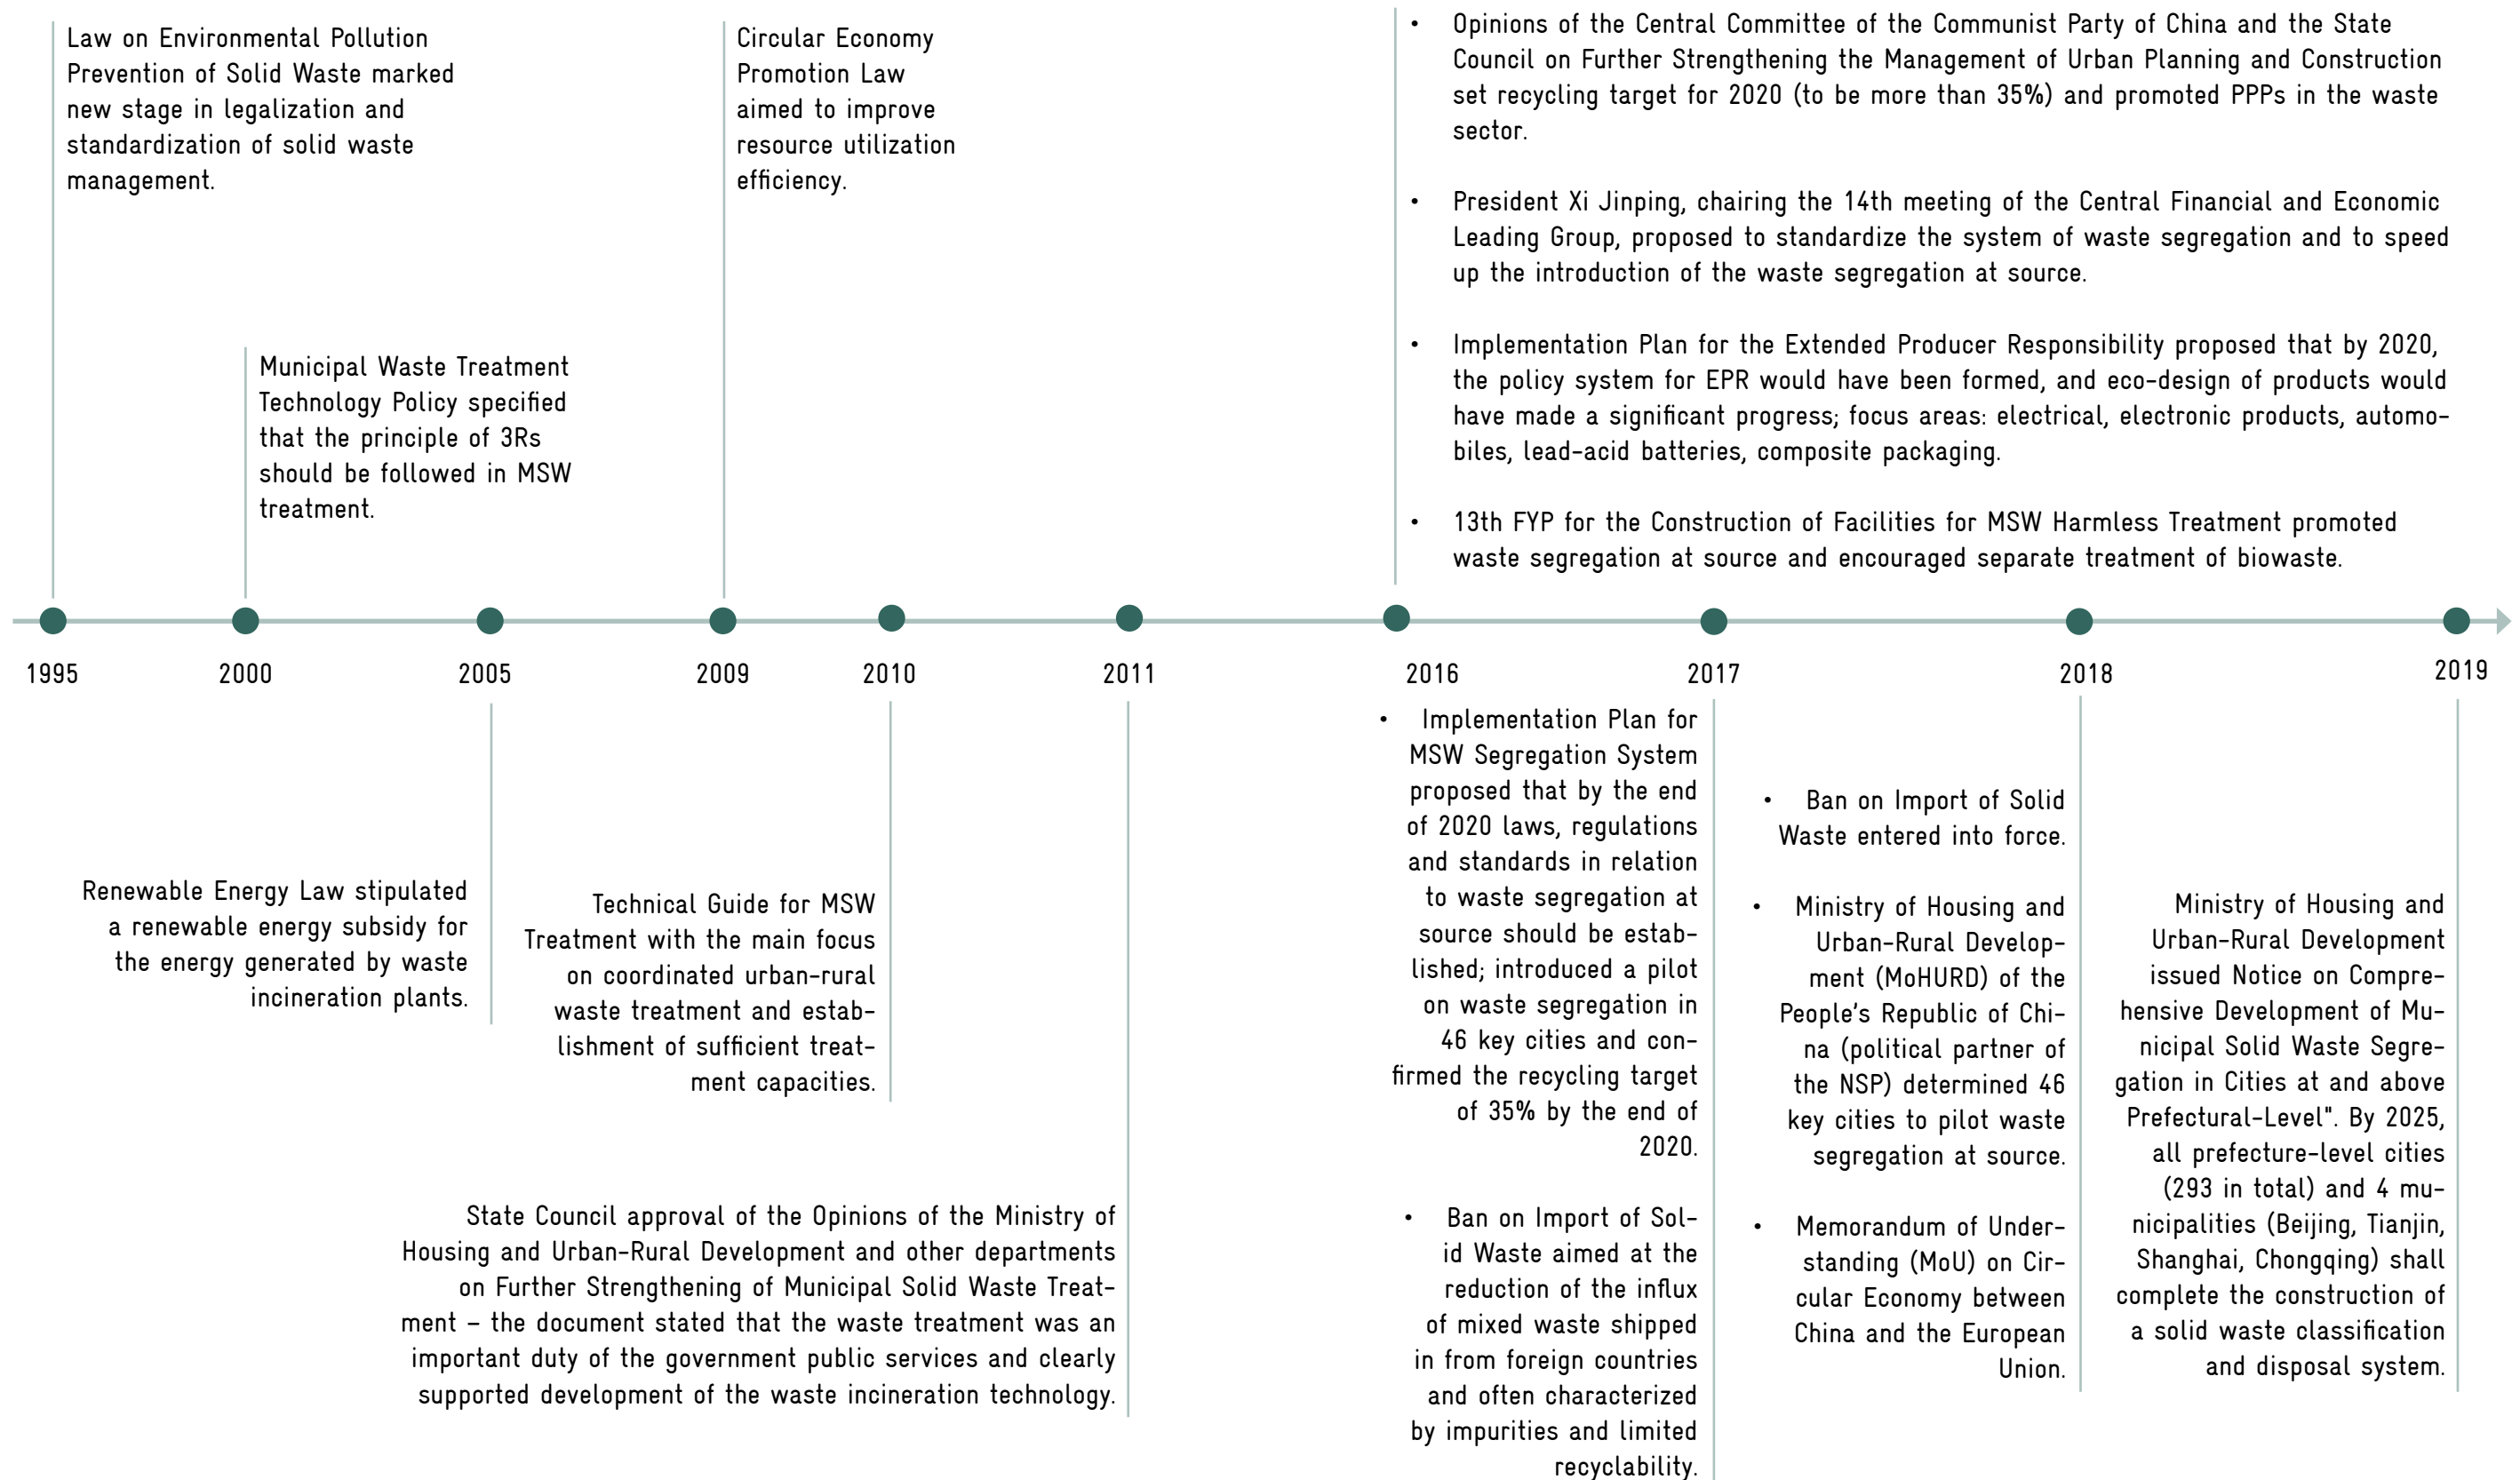 Law on Environmental Pollution
Prevention of Solid Waste marked
new stage in legalization and
standardization of solid waste
management.
Municipal Waste Treatment
Technology Policy specified
that the principle of 3Rs
should be followed in MSW
treatment.
Circular Economy
Promotion Law
aimed to improve
resource utilization
efficiency.
• Opinions of the Central Committee of the Communist Party of China and the State
Council on Further Strengthening the Management of Urban Planning and Construction
set recycling target for 2020 (to be more than 35%) and promoted PPPs in the waste
sector.
• President Xi Jinping, chairing the 14th meeting of the Central Financial and Economic
Leading Group, proposed to standardize the system of waste segregation and to speed
up the introduction of the waste segregation at source.
• Implementation Plan for the Extended Producer Responsibility proposed that by 2020,
the policy system for EPR would have been formed, and eco-design of products would
have made a significant progress; focus areas: electrical, electronic products, automo-
biles, lead-acid batteries, composite packaging.
• 13th FYP for the Construction of Facilities for MSW Harmless Treatment promoted
waste segregation at source and encouraged separate treatment of biowaste.
1995 2000 2005 2009 2010 2011 2016 2017 2018 2019
Renewable Energy Law stipulated
a renewable energy subsidy for
the energy generated by waste
incineration plants.
Technical Guide for MSW
Treatment with the main focus
on coordinated urban-rural
waste treatment and estab-
lishment of sufficient treat-
ment capacities.
State Council approval of the Opinions of the Ministry of
Housing and Urban-Rural Development and other departments
on Further Strengthening of Municipal Solid Waste Treat-
ment – the document stated that the waste treatment was an
important duty of the government public services and clearly
supported development of the waste incineration technology.
• Implementation Plan for
MSW Segregation System
proposed that by the end
of 2020 laws, regulations
and standards in relation
to waste segregation at
source should be estab-
lished; introduced a pilot
on waste segregation in
46 key cities and con-
firmed the recycling target
of 35% by the end of
2020.
• Ban on Import of Sol-
id Waste aimed at the
reduction of the influx
of mixed waste shipped
in from foreign countries
and often characterized
by impurities and limited
recyclability.
• Ban on Import of Solid
Waste entered into force.
• Ministry of Housing and
Urban-Rural Develop-
ment (MoHURD) of the
People's Republic of Chi-
na (political partner of
the NSP) determined 46
key cities to pilot waste
segregation at source.
• Memorandum of Under-
standing (MoU) on Cir-
cular Economy between
China and the European
Union.
Ministry of Housing and
Urban-Rural Development
issued Notice on Compre-
hensive Development of Mu-
nicipal Solid Waste Segre-
gation in Cities at and above
Prefectural-Level". By 2025,
all prefecture-level cities
(293 in total) and 4 mu-
nicipalities (Beijing, Tianjin,
Shanghai, Chongqing) shall
complete the construction of
a solid waste classification
and disposal system.